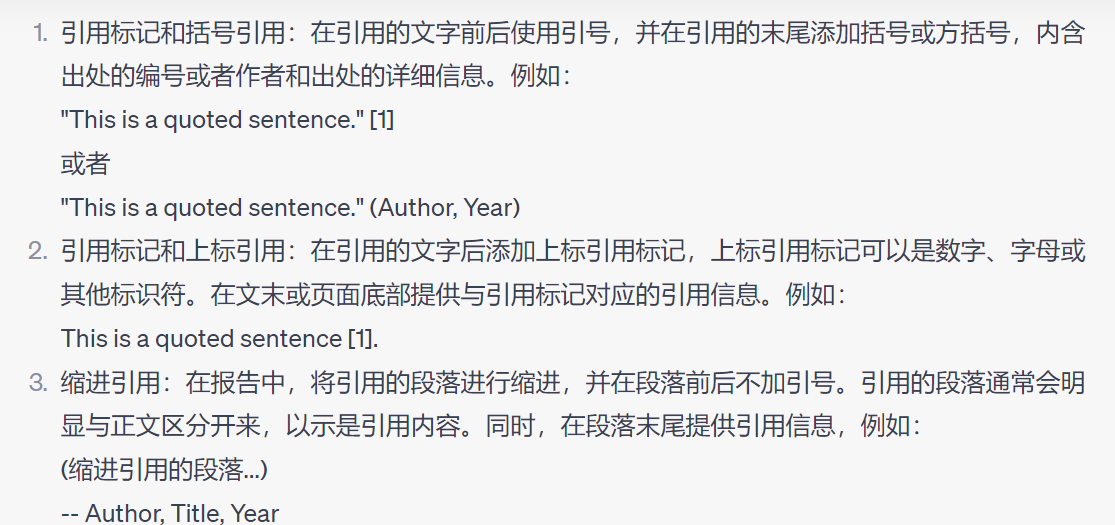 1. 引用标记和括号引用：在引用的文字前后使用引号，并在引用的末尾添加括号或方括号，内含
出处的编号或者作者和出处的详细信息。例如：
"This is a quoted sentence." [1]
或者
"This is a quoted sentence." (Author, Year)
2. 引用标记和上标引用：在引用的文字后添加上标引用标记，上标引用标记可以是数字、字母或
其他标识符。在文末或页面底部提供与引用标记对应的引用信息。例如：
This is a quoted sentence [1].
3. 缩进引用：在报告中，将引用的段落进行缩进，并在段落前后不加引号。引用的段落通常会明
显与正文区分开来，以示是引用内容。同时，在段落末尾提供引用信息，例如：
(缩进引用的段落...)
-- Author, Title, Year